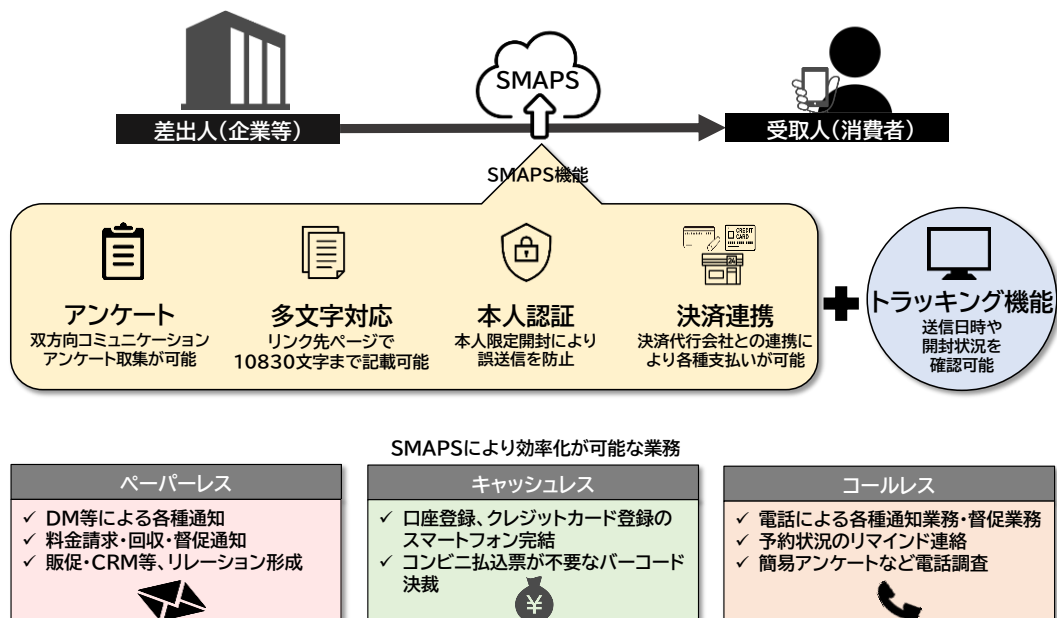 SMAPS
差出人(企業等)
受取人(消費者)
SMAPS機能
アンケート
双方向コミュニケーション
アンケート取集が可能
多文字対応
リンク先ページで
10830文字まで記載可能
本人認証
本人限定開封により
誤送信を防止
CREDIT
CARD
24
決済連携
決済代行会社との連携に
より各種支払いが可能
トラッキング機能
送信日時や
開封状況を
確認可能
SMAPSにより効率化が可能な業務
ペーパーレス
✓ DM等による各種通知
✓ 料金請求・回収・督促通知
✓ 販促・CRM等、リレーション形成
キャッシュレス
✓ 口座登録、クレジットカード登録の
スマートフォン完結
✓ コンビニ払込票が不要なバーコード
決裁
¥
コールレス
✓ 電話による各種通知業務・督促業務
✓ 予約状況のリマインド連絡
✓ 簡易アンケートなど電話調査